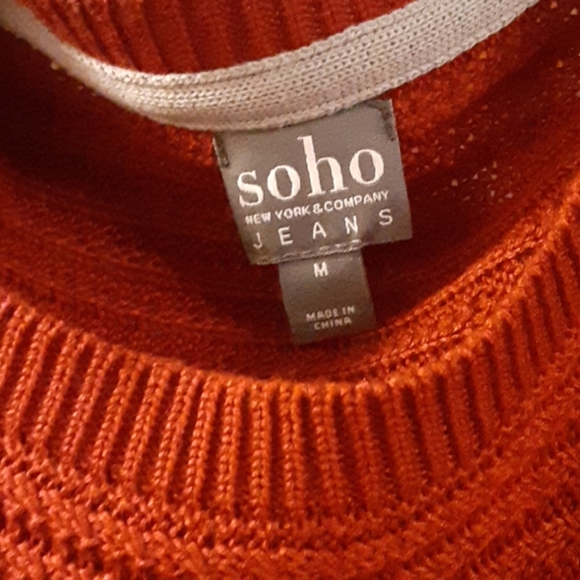 soho
NEW YORK & COMPANY
JEANS
M
MADE IN
CHINA